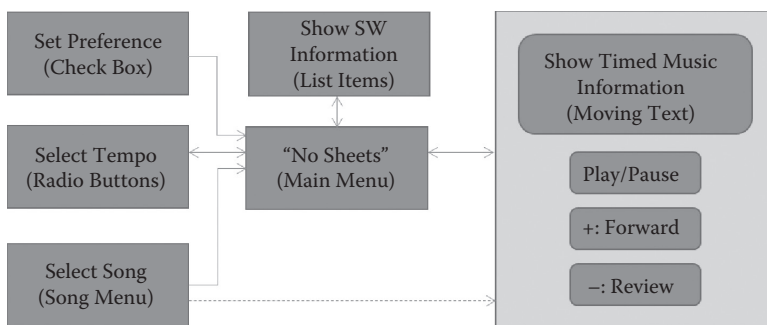 Set Preference
(Check Box)
Show SW
Information
(List Items)
Show Timed Music
Information
(Moving Text)
Select Tempo
(Radio Buttons)
“No Sheets”
(Main Menu)
Play/Pause
+: Forward
Select Song
(Song Menu)
–: Review